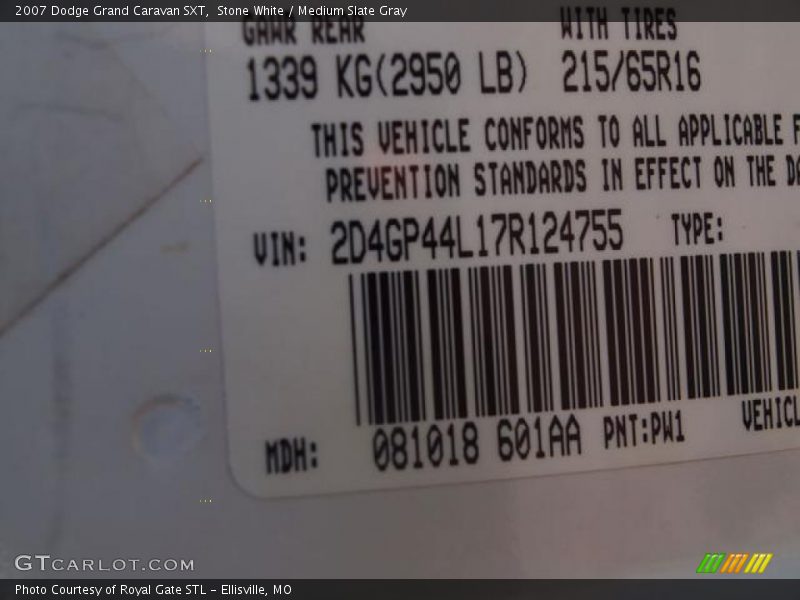 2007 Dodge Grand Caravan SXT,  Stone White / Medium Slate Gray
GAWR REAR WITH TIRES
1339 KG(2950 LB) 215/65R16
THIS VEHICLE CONFORMS TO ALL APPLICABLE F
PREVENTION STANDARDS IN EFFECT ON THE DA
VIN: 2D4GP44L17R124755 TYPE:
MDH: 081018 601AA PNT:PW1 VEHICL
GTCARLOT.COM
Photo Courtesy of Royal Gate STL – Ellisville, MO